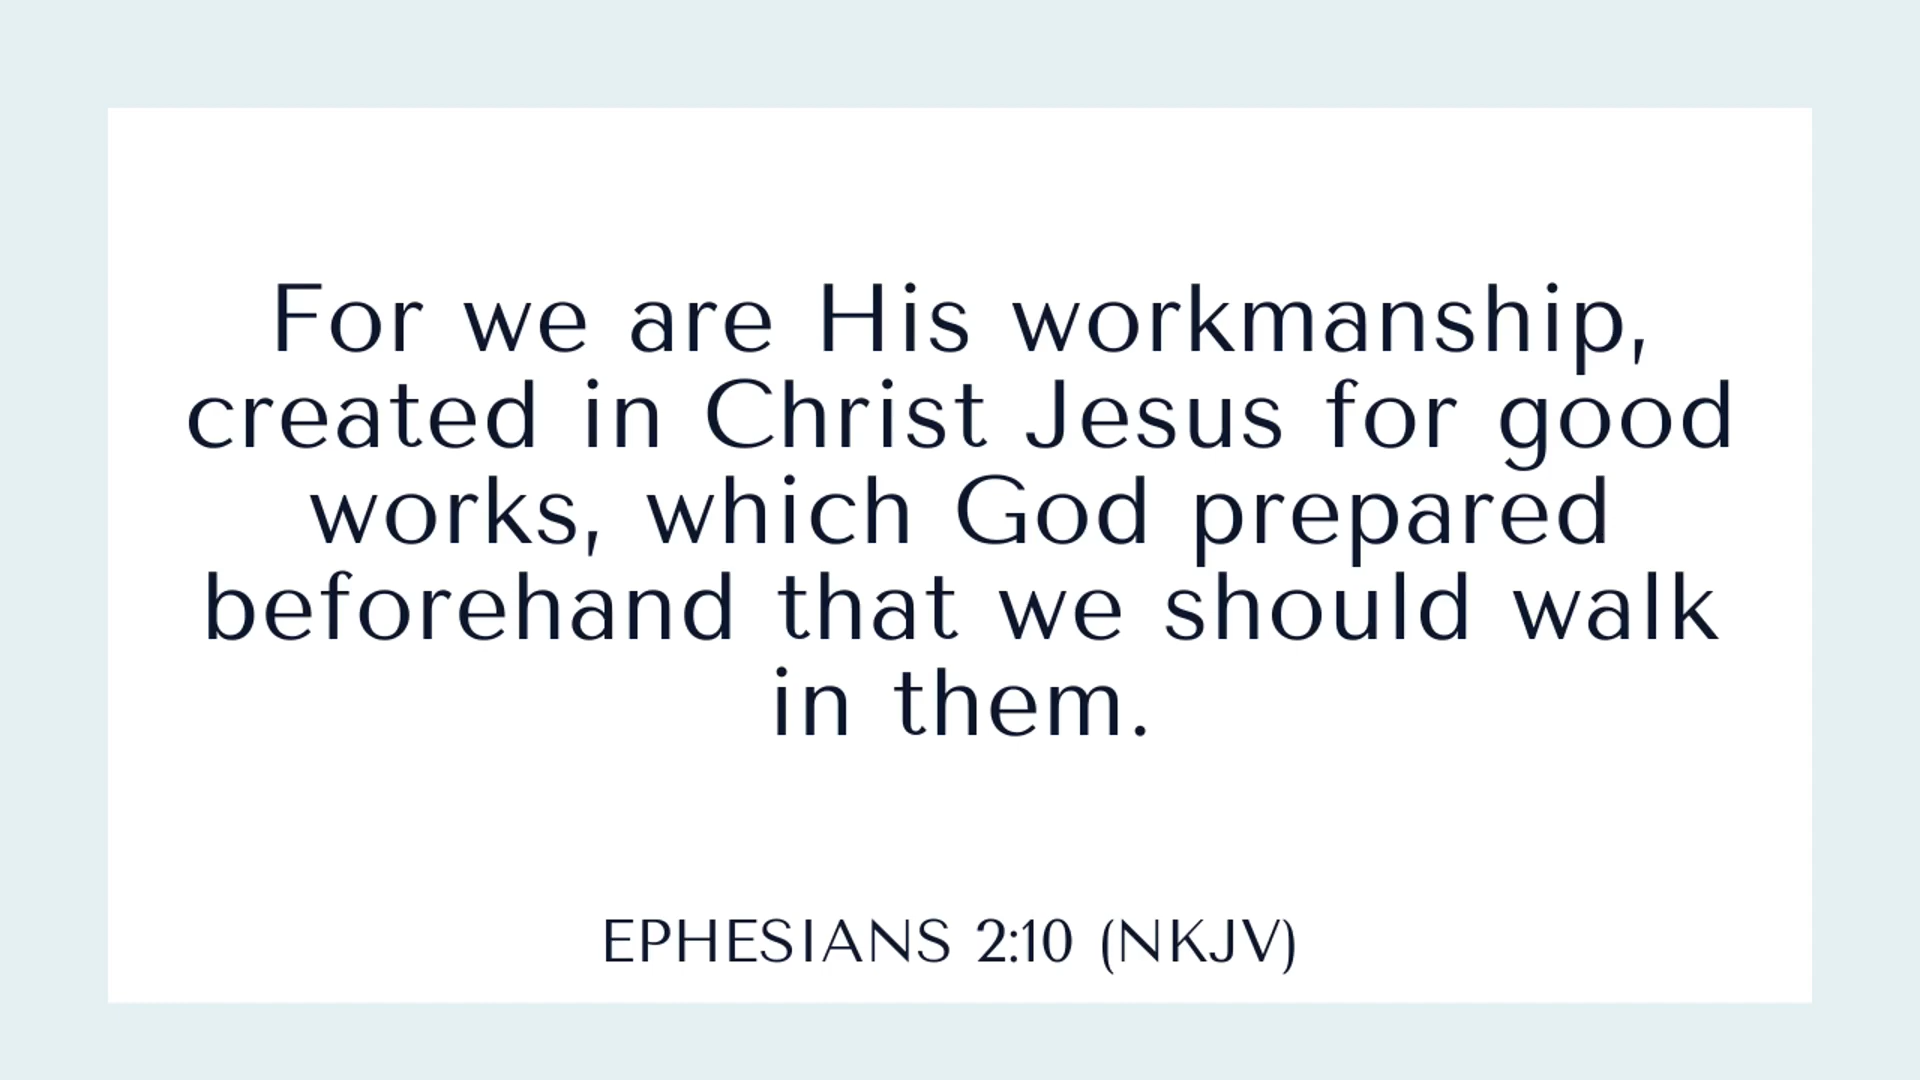 For we are His workmanship,
created in Christ Jesus for good
works, which God prepared
beforehand that we should walk
in them.
EPHESIANS 2:10 (NKJV)